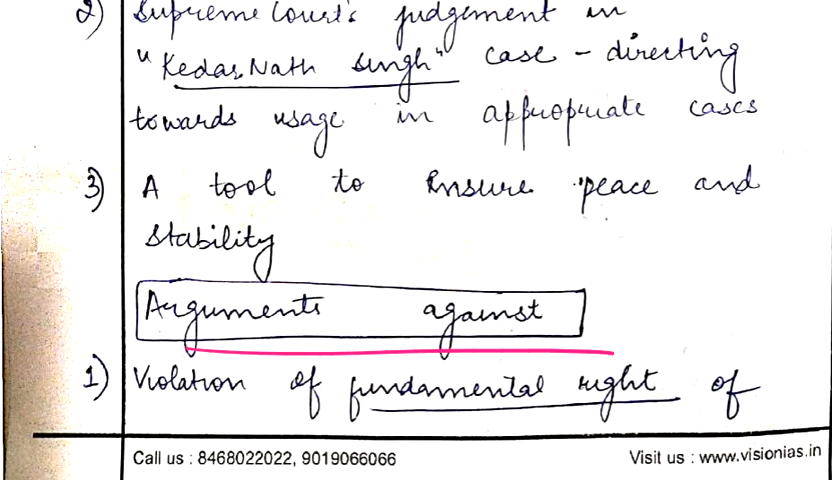 2) Supreme Court's judgement in
"Kedar Nath Singh" case - directing
towards usage in appropriate cases
3) A tool to Ensure peace and
Stability
Arguments against
1) Violation of fundamental right of
Call us : 8468022022, 9019066066 Visit us : www.visionias.in